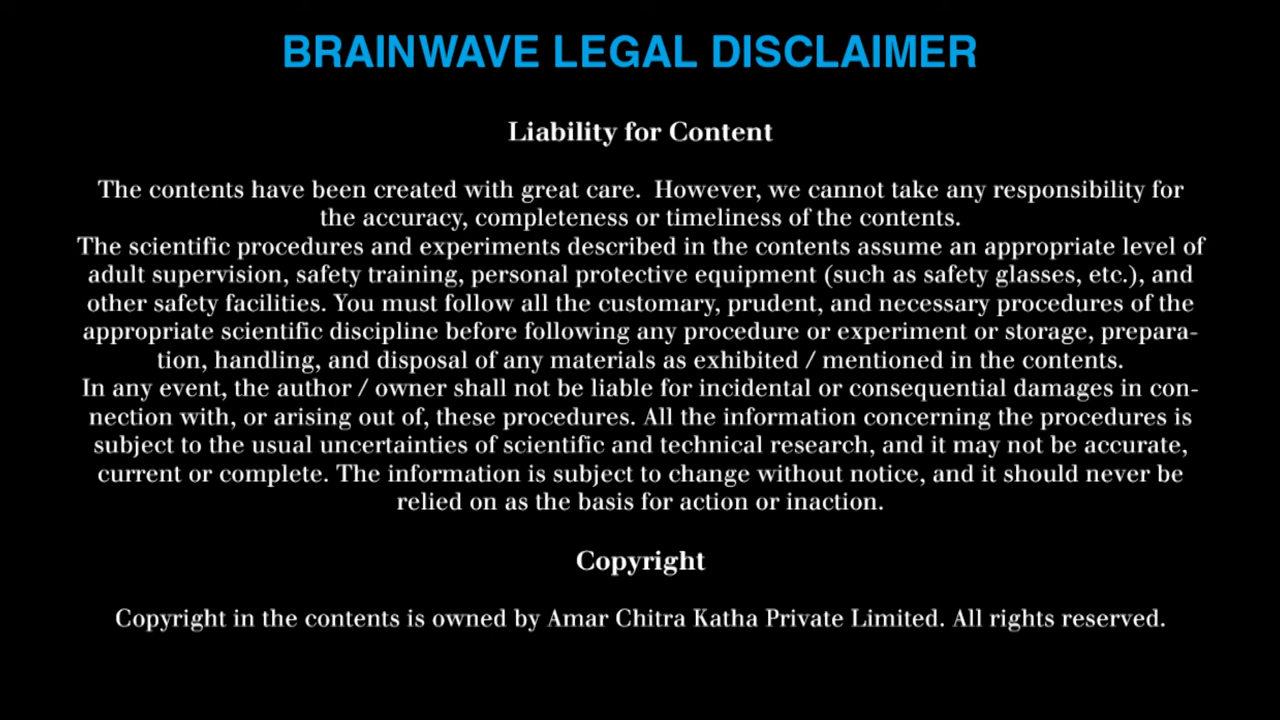 BRAINWAVE LEGAL DISCLAIMER
Liability for Content
The contents have been created with great care.  However, we cannot take any responsibility for
the accuracy, completeness or timeliness of the contents.
The scientific procedures and experiments described in the contents assume an appropriate level of
adult supervision, safety training, personal protective equipment (such as safety glasses, etc.), and
other safety facilities. You must follow all the customary, prudent, and necessary procedures of the
appropriate scientific discipline before following any procedure or experiment or storage, prepara-
tion, handling, and disposal of any materials as exhibited / mentioned in the contents.
In any event, the author / owner shall not be liable for incidental or consequential damages in con-
nection with, or arising out of, these procedures. All the information concerning the procedures is
subject to the usual uncertainties of scientific and technical research, and it may not be accurate,
current or complete. The information is subject to change without notice, and it should never be
relied on as the basis for action or inaction.
Copyright
Copyright in the contents is owned by Amar Chitra Katha Private Limited. All rights reserved.